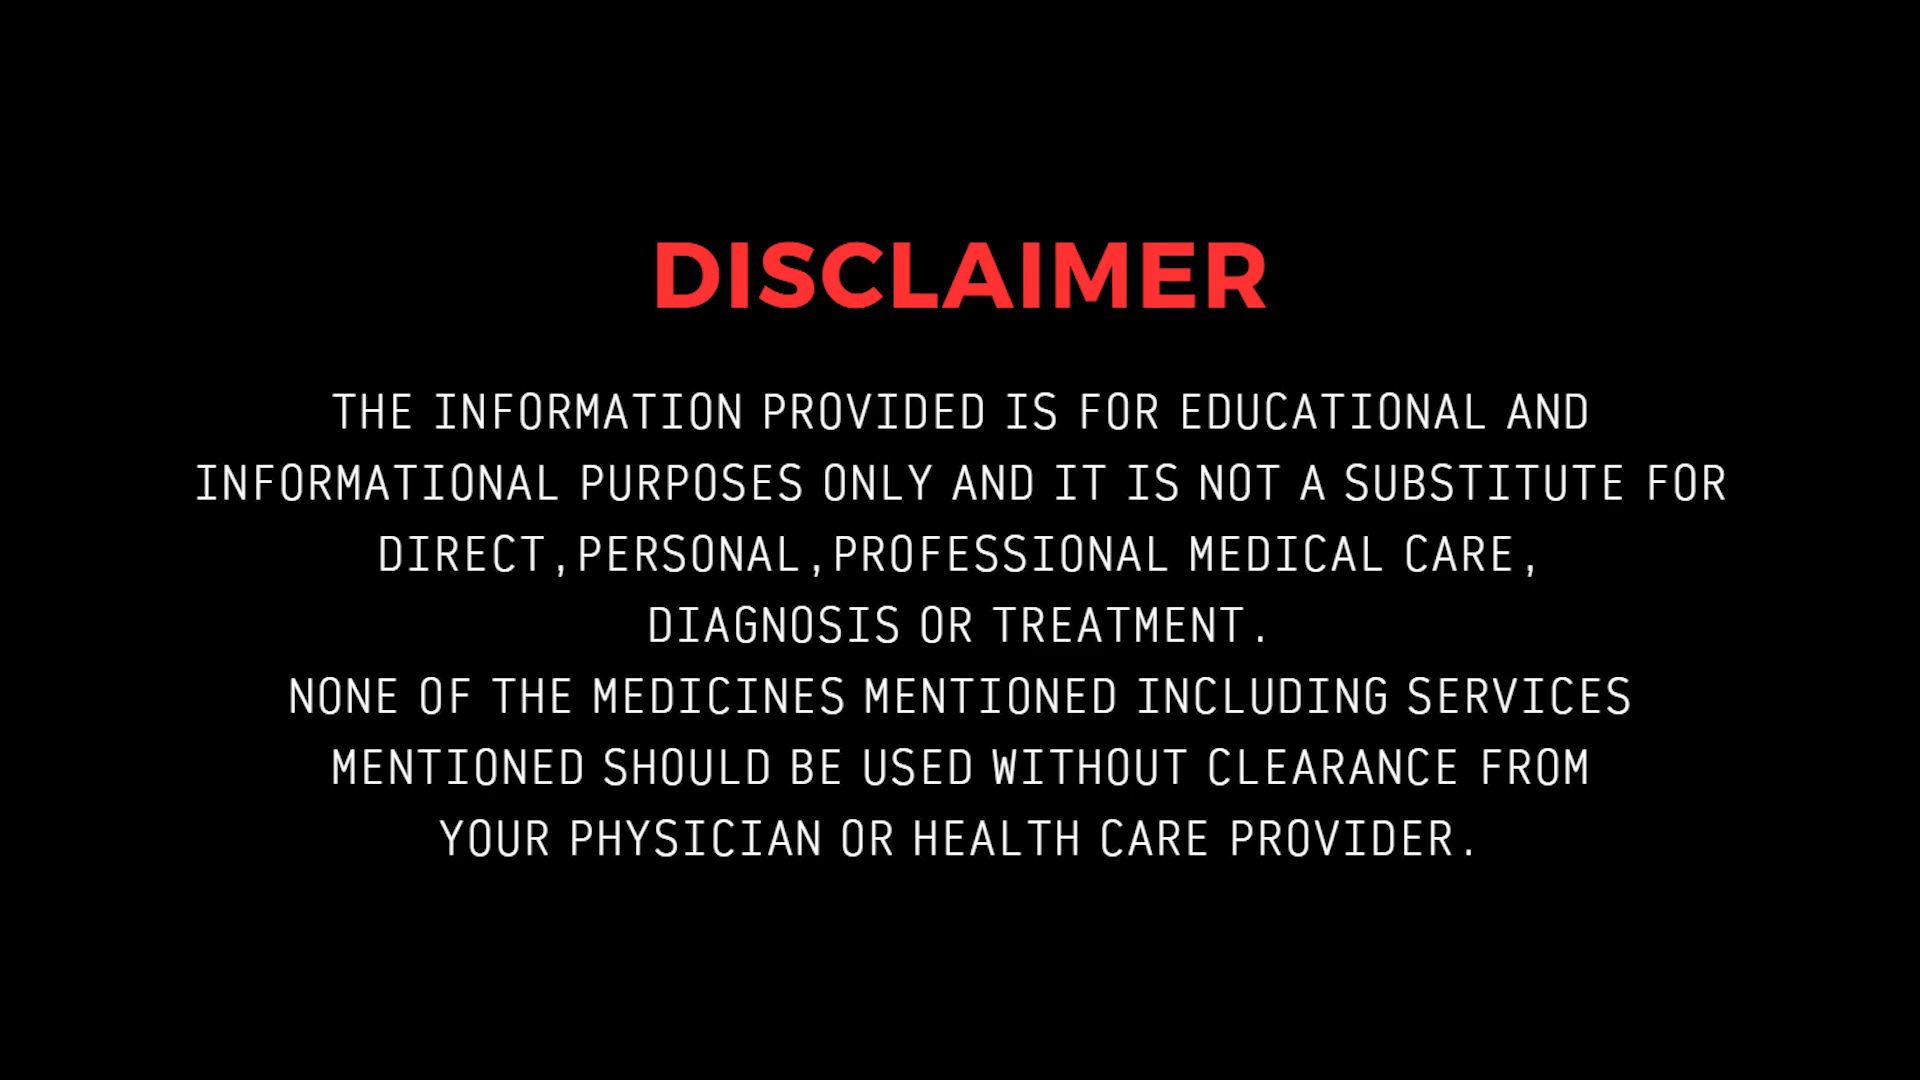 DISCLAIMER
THE INFORMATION PROVIDED IS FOR EDUCATIONAL AND
INFORMATIONAL PURPOSES ONLY AND IT IS NOT A SUBSTITUTE FOR
DIRECT,PERSONAL,PROFESSIONAL MEDICAL CARE,
DIAGNOSIS OR TREATMENT.
NONE OF THE MEDICINES MENTIONED INCLUDING SERVICES
MENTIONED SHOULD BE USED WITHOUT CLEARANCE FROM
YOUR PHYSICIAN OR HEALTH CARE PROVIDER.